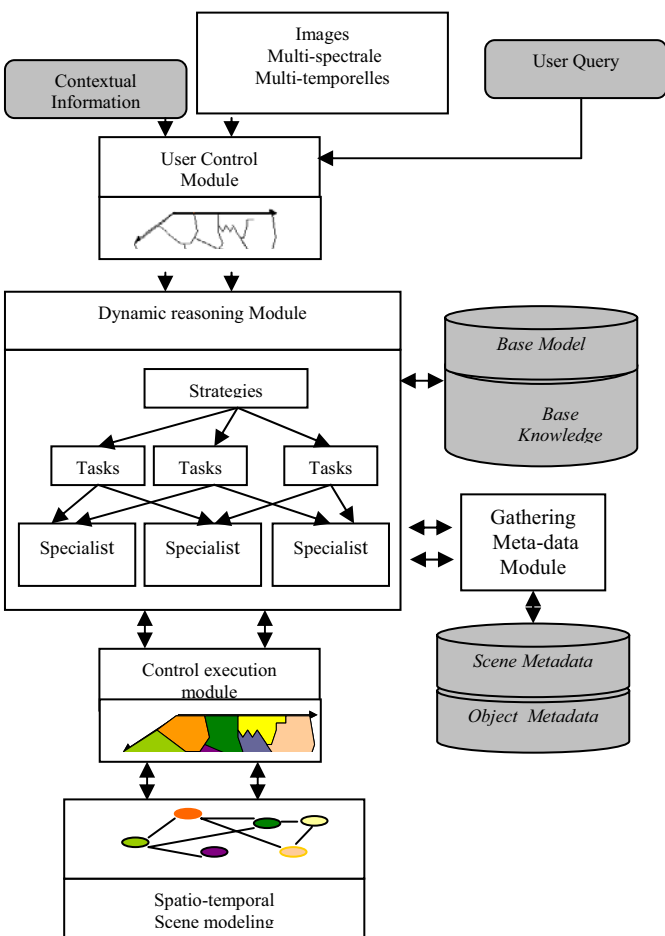 Images
Multi-spectrale
Multi-temporelles
Contextual
Information
User Query
User Control
Module
Dynamic reasoning Module
Strategies
Tasks
Tasks
Tasks
Specialist
Specialist
Specialist
Base Model
Base
Knowledge
Gathering
Meta-data
Module
Scene Metadata
Object Metadata
Control execution
module
Spatio-temporal
Scene modeling